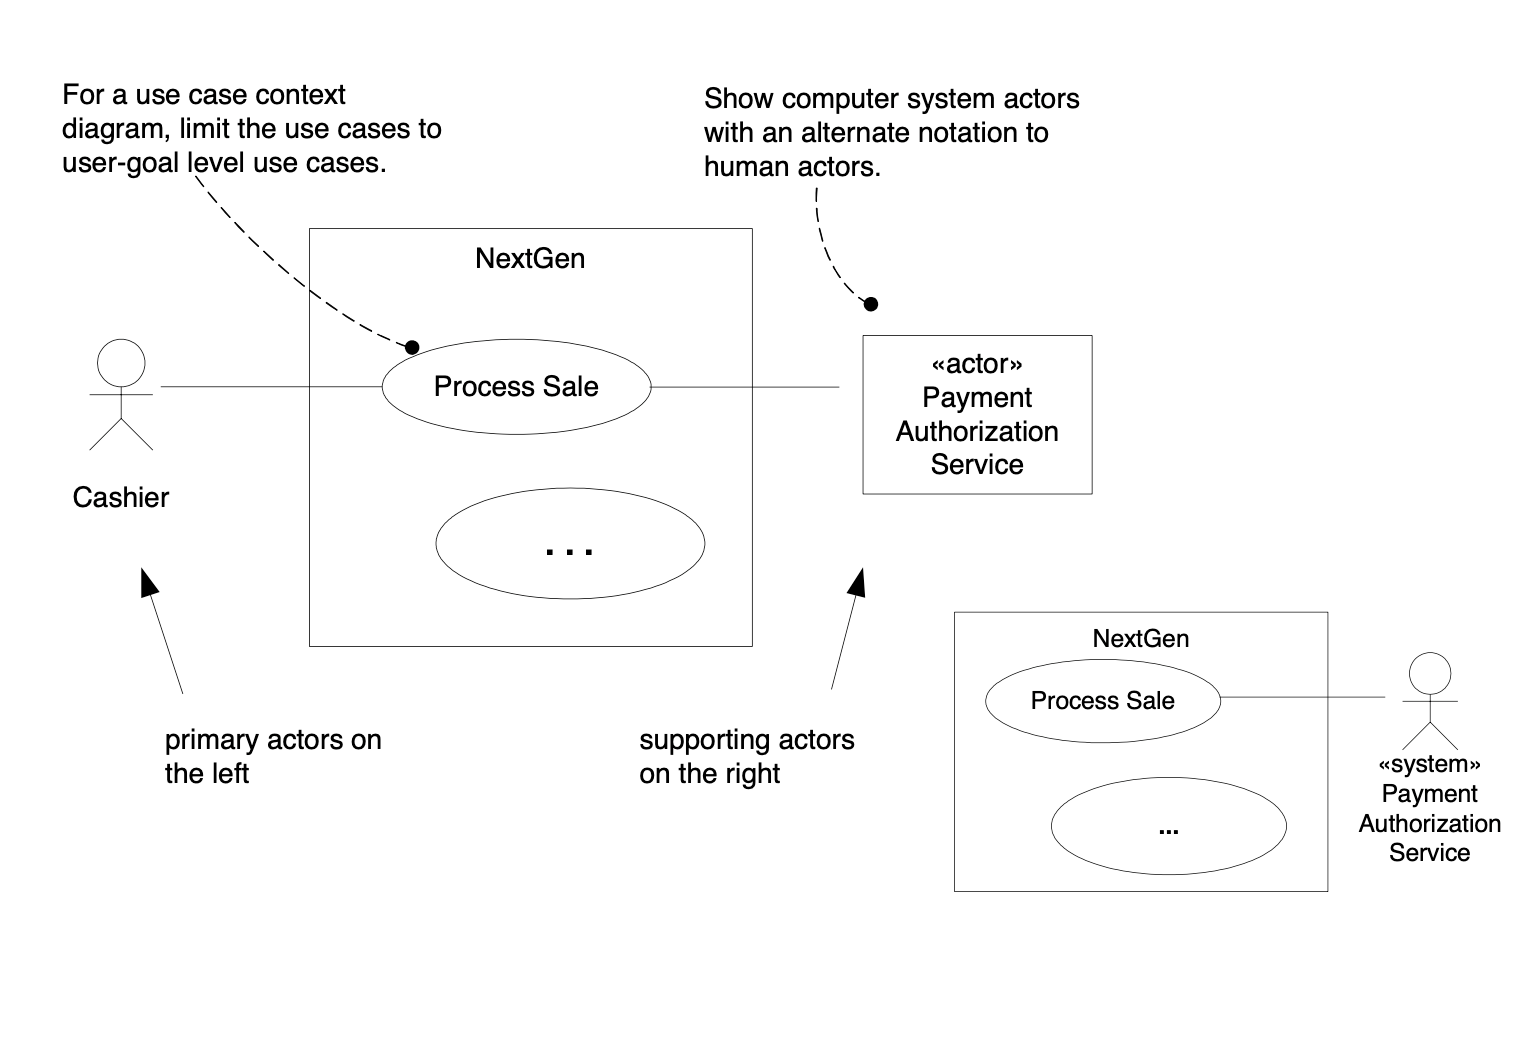 For a use case context
diagram, limit the use cases to
user-goal level use cases.
Show computer system actors
with an alternate notation to
human actors.
NextGen
Process Sale
. . .
Cashier
«actor»
Payment
Authorization
Service
primary actors on
the left
supporting actors
on the right
NextGen
Process Sale
...
«system»
Payment
Authorization
Service